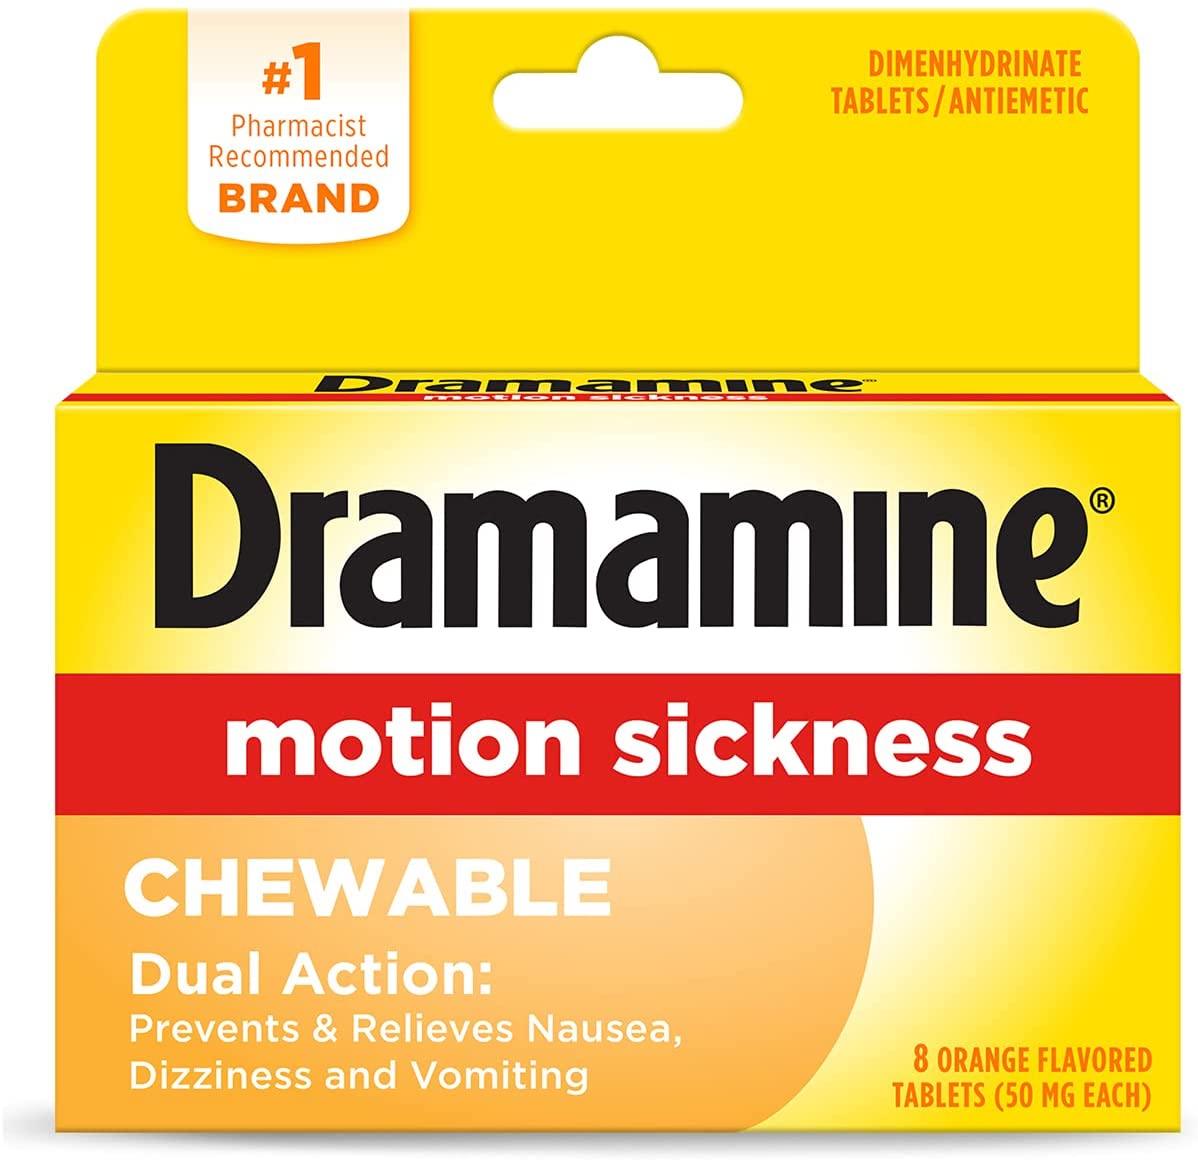 #1
Pharmacist
Recommended
BRAND
DIMENHYDRINATE
TABLETS/ANTIEMETIC
Dramamine®
motion sickness
Dramamine®
motion sickness
CHEWABLE
Dual Action:
Prevents & Relieves Nausea,
Dizziness and Vomiting
8 ORANGE FLAVORED
TABLETS (50 MG EACH)